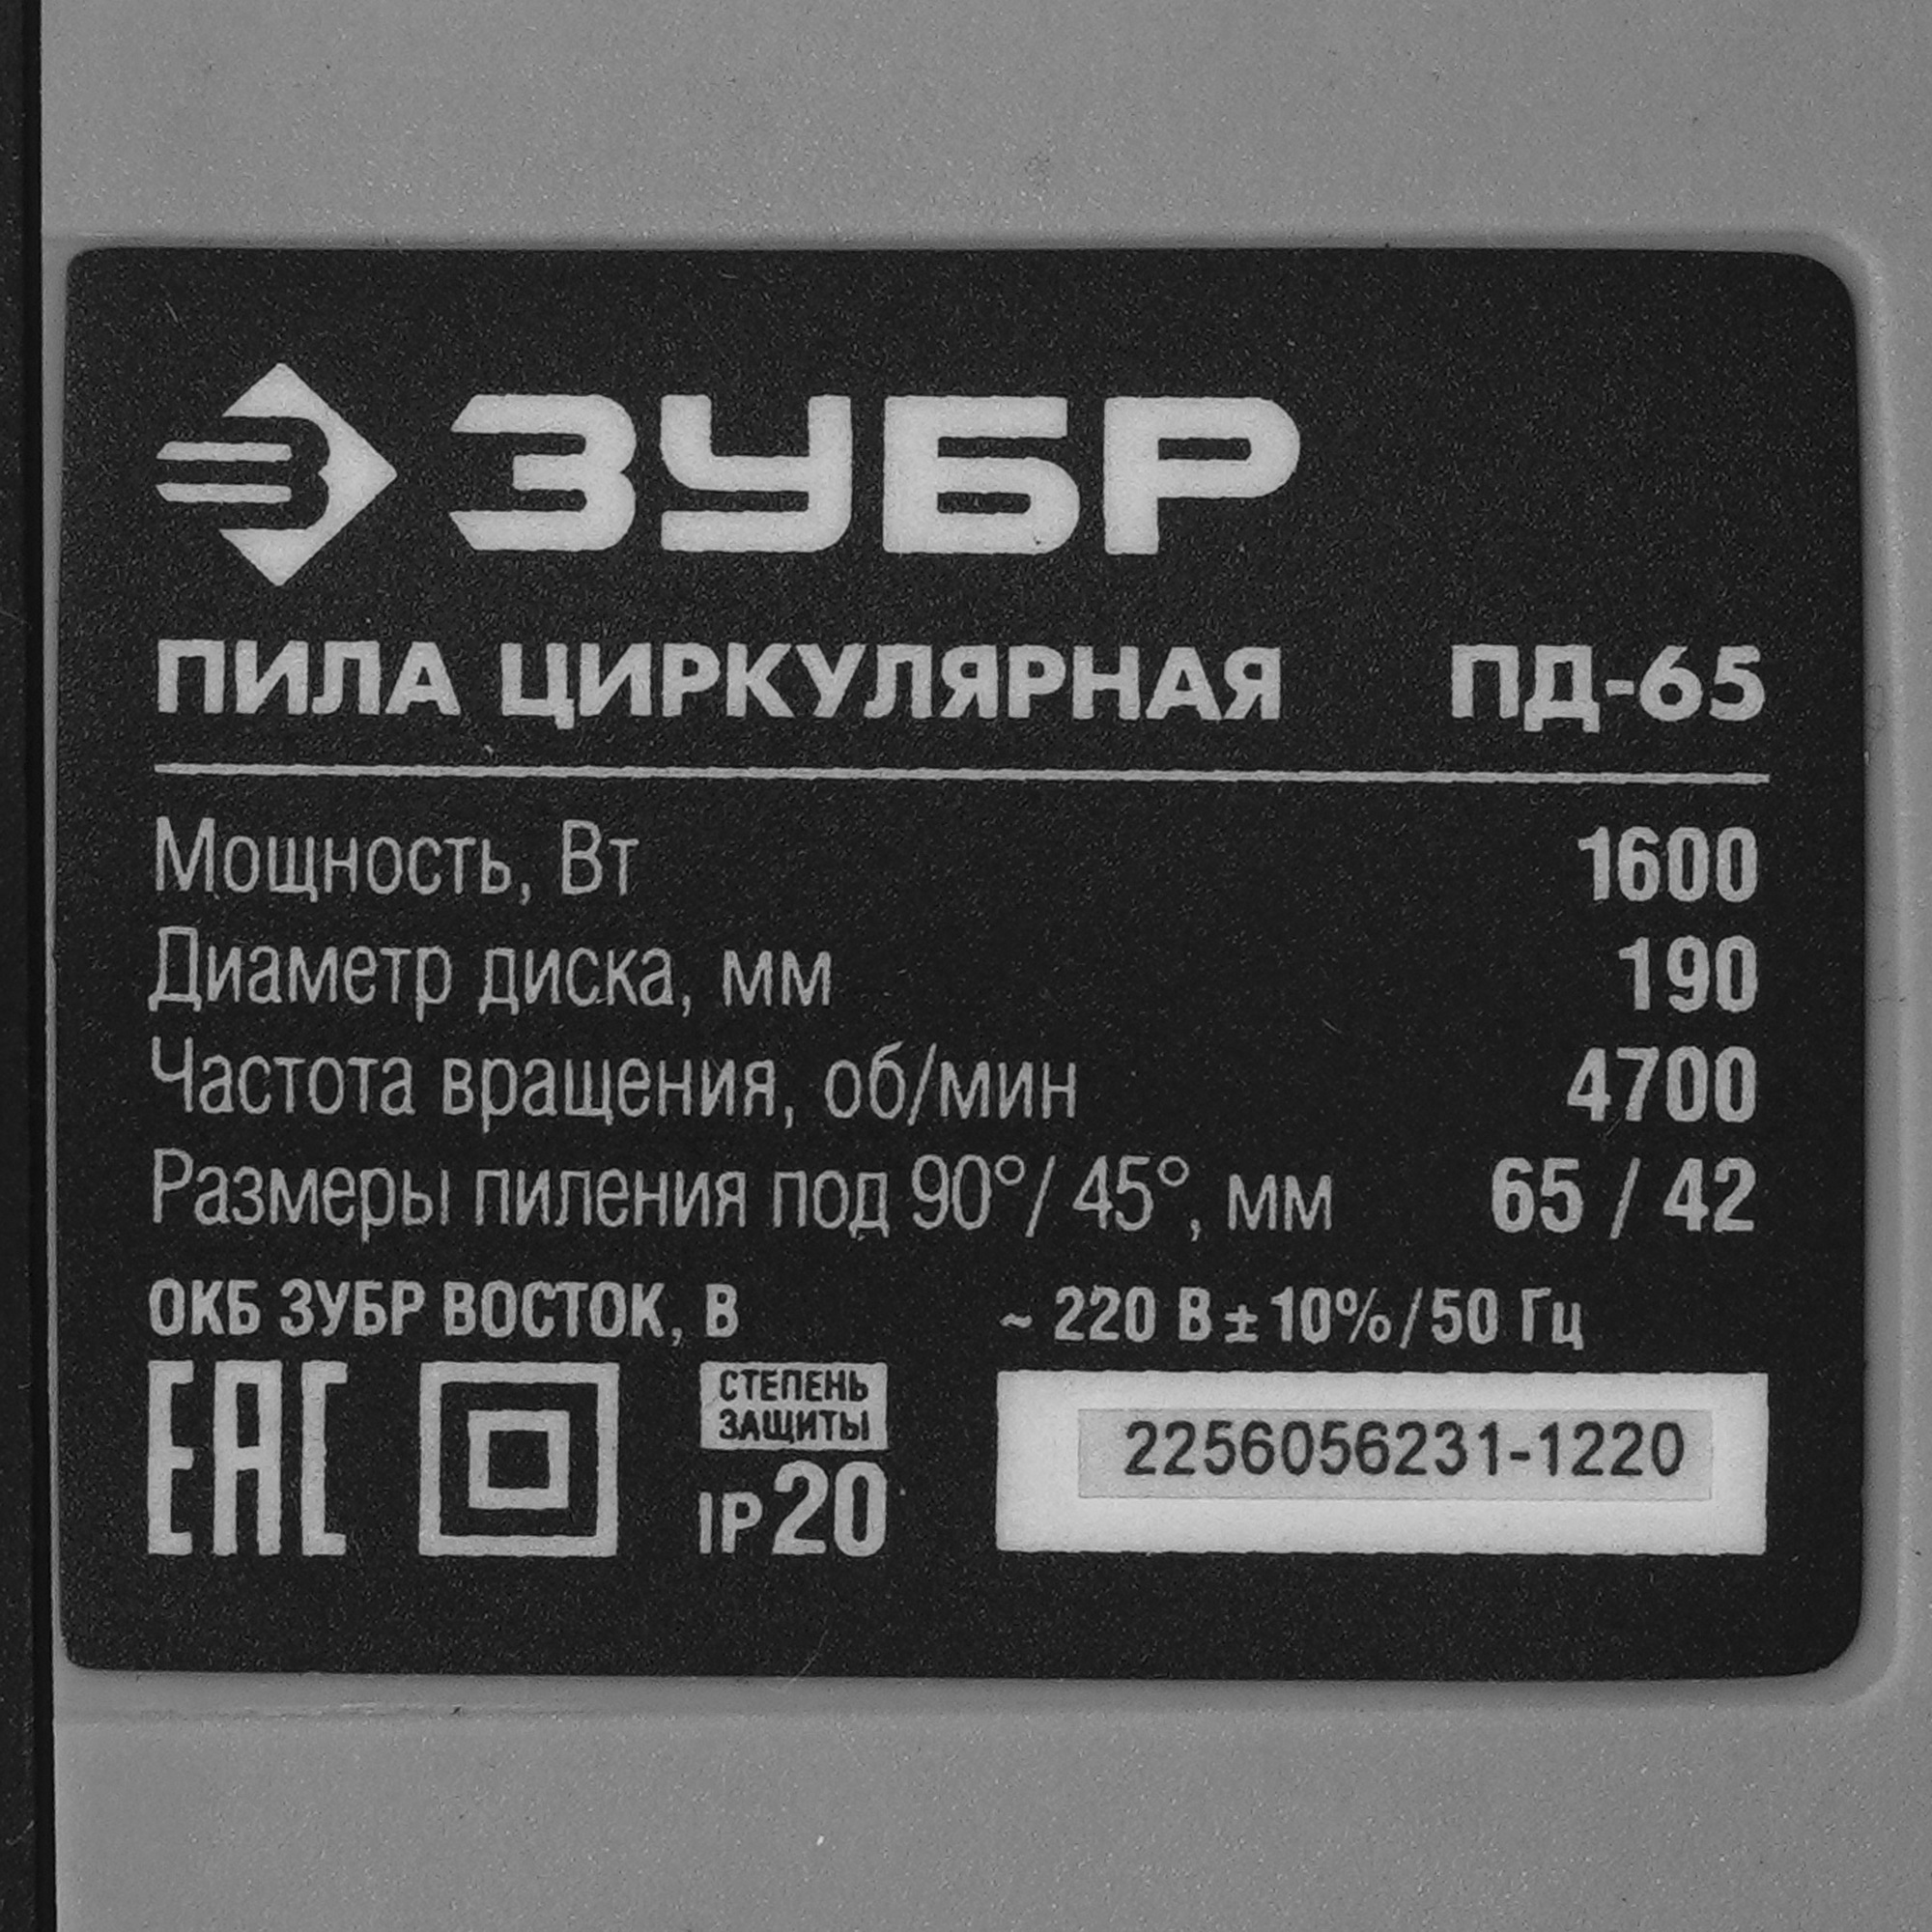 ЗУБР
ПИЛА ЦИРКУЛЯРНАЯ ПД-65
Мощность, Вт 1600
Диаметр диска, мм 190
Частота вращения, об/мин 4700
Размеры пиления под 90°/ 45°, мм 65 / 42
ОКБ ЗУБР ВОСТОК, В ~ 220 В ± 10%/50 Гц
EAC
СТЕПЕНЬ
ЗАЩИТЫ
IP20
2256056231-1220